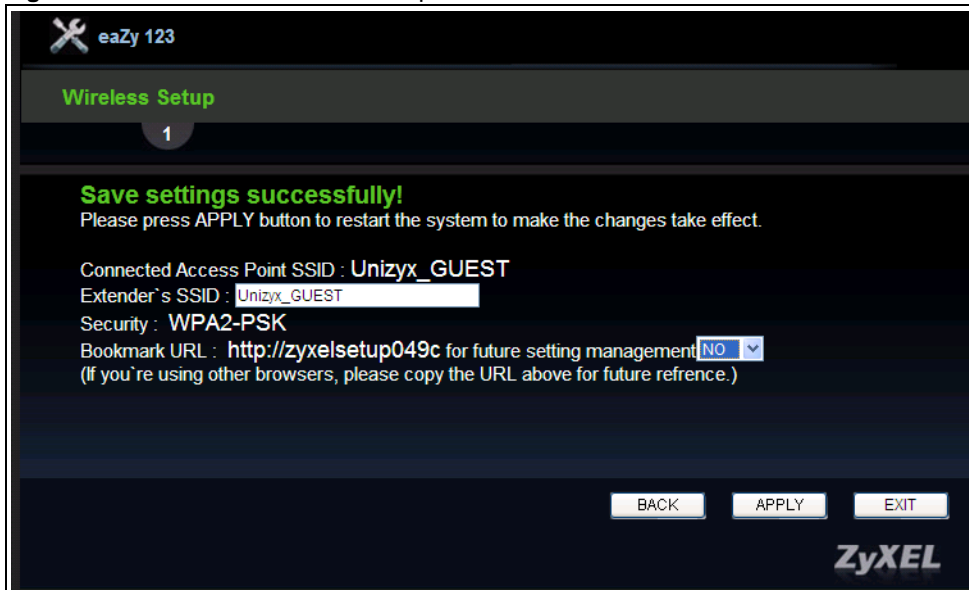 eaZy 123
Wireless Setup
1
Save settings successfully!
Please press APPLY button to restart the system to make the changes take effect.
Connected Access Point SSID : Unizyx_GUEST
Extender`s SSID : Unizyx_GUEST
Security : WPA2-PSK
Bookmark URL : http://zyxelsetup049c for future setting management NO
(If you`re using other browsers, please copy the URL above for future refrence.)
BACK APPLY EXIT
ZyXEL